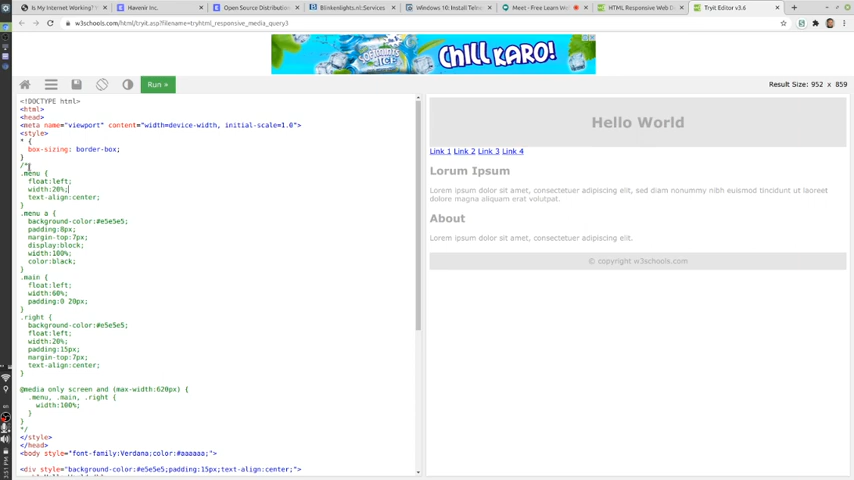 Is My Internet Working?
Havenir Inc.
Open Source Distribution
Blinkenlights.nl:Services
Windows 10: Install Telne
Meet - Free Learn We
HTML Responsive Web D
Tryit Editor v3.6
w3schools.com/html/tryit.asp?filename=tryhtml_responsive_media_query3
CHILL KARO!
Run »
Result Size: 952 x 859
<!DOCTYPE html>
<html>
<head>
<meta name="viewport" content="width=device-width, initial-scale=1.0">
<style>
* {
box-sizing: border-box;
}
/*
.menu {
float:left;
width:20%;
text-align:center;
}
.menu a {
background-color:#e5e5e5;
padding:8px;
margin-top:7px;
display:block;
width:100%;
color:black;
}
.main {
float:left;
width:60%;
padding:0 20px;
}
.right {
background-color:#e5e5e5;
float:left;
width:20%;
padding:15px;
margin-top:7px;
text-align:center;
}
@media only screen and (max-width:620px) {
.menu, .main, .right {
width:100%;
}
}
*/
</style>
</head>
<body style="font-family:Verdana;color:#aaaaaa;">
<div style="background-color:#e5e5e5;padding:15px;text-align:center;">
Hello World
Link 1 Link 2 Link 3 Link 4
Lorum Ipsum
Lorem ipsum dolor sit amet, consectetuer adipiscing elit, sed diam nonummy nibh euismod tincidunt ut laoreet
dolore magna aliquam erat volutpat.
About
Lorem ipsum dolor sit amet, consectetuer adipiscing elit.
© copyright w3schools.com
3:51 PM